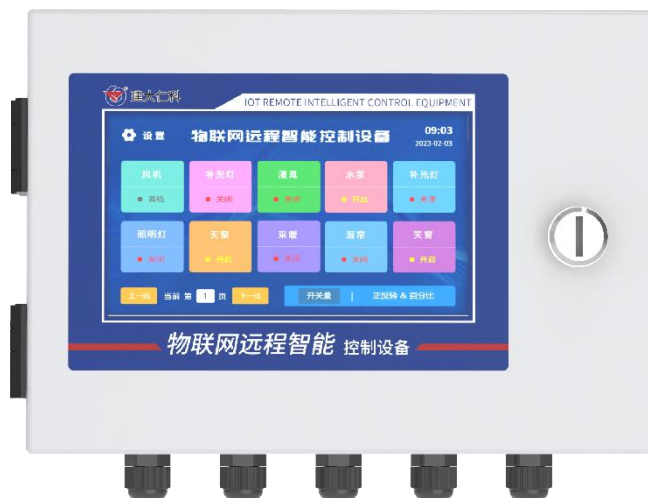 建大仁科
IOT REMOTE INTELLIGENT CONTROL EQUIPMENT
设置 物联网远程智能控制设备 09:03
2023-02-03
风机 补光灯 水泵 补光灯
离线 关闭 关闭 开启 关闭
照明灯 天窗 采暖 湿帘 天窗
关闭 开启 关闭 关闭 开启
上一页 当前 第 1 页 下一页 开关量 | 正反转 & 百分比
物联网远程智能 控制设备